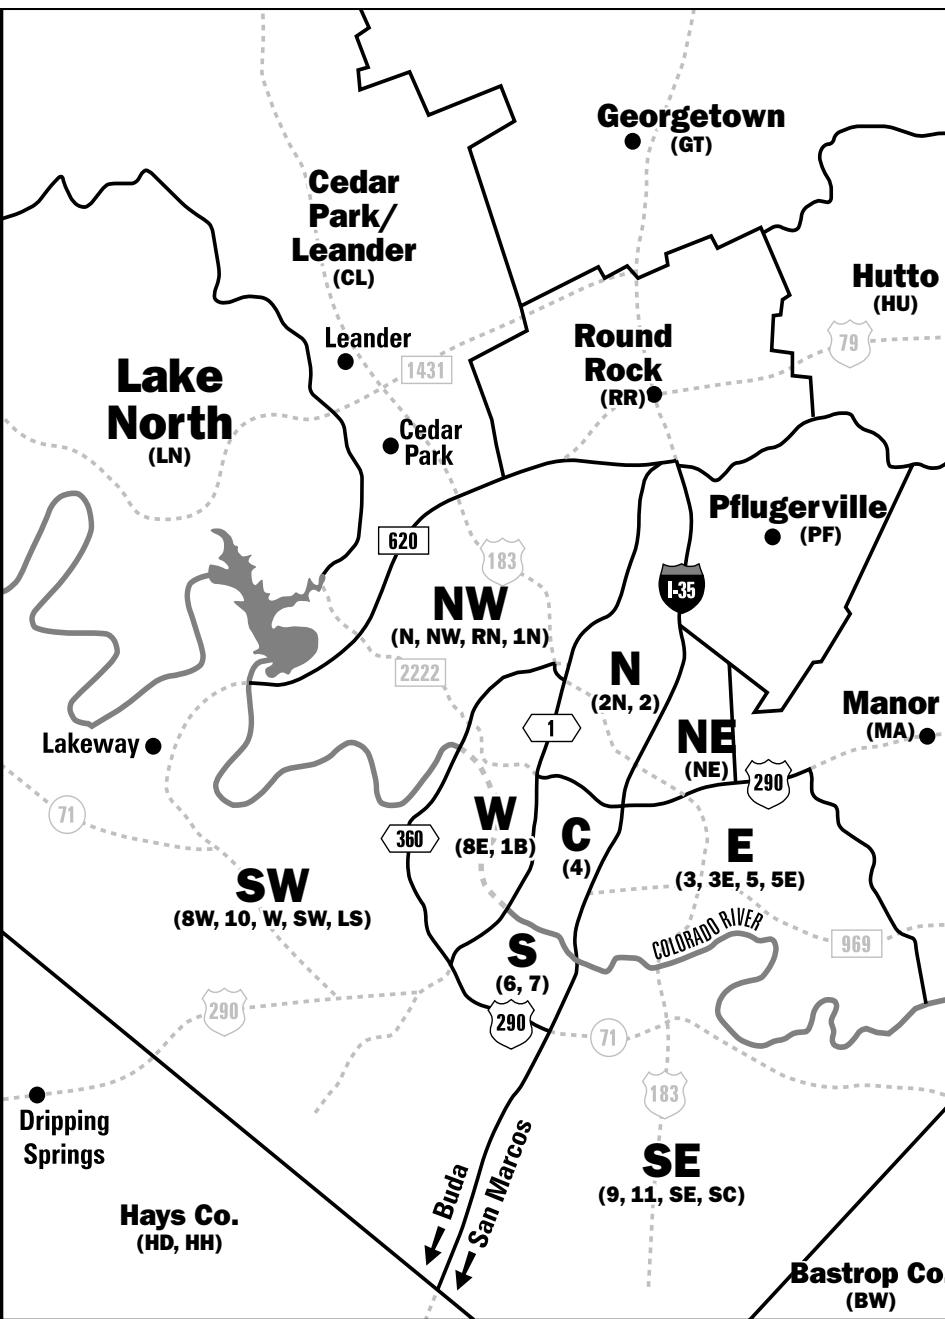 Georgetown
(GT)
Cedar
Park/
Leander
(CL)
Hutto
(HU)
Leander
Round
Rock
(RR)
79
1431
Lake
North
(LN)
Cedar
Park
Pflugerville
(PF)
620
183
I-35
NW
(N, NW, RN, 1N)
2222
N
(2N, 2)
Manor
(MA)
1
NE
(NE)
Lakeway
290
71
360
W
(8E, 1B)
C
(4)
E
(3, 3E, 5, 5E)
SW
(8W, 10, W, SW, LS)
COLORADO RIVER
969
S
(6, 7)
290
290
71
183
Dripping
Springs
Buda
San Marcos
SE
(9, 11, SE, SC)
Hays Co.
(HD, HH)
Bastrop Co.
(BW)